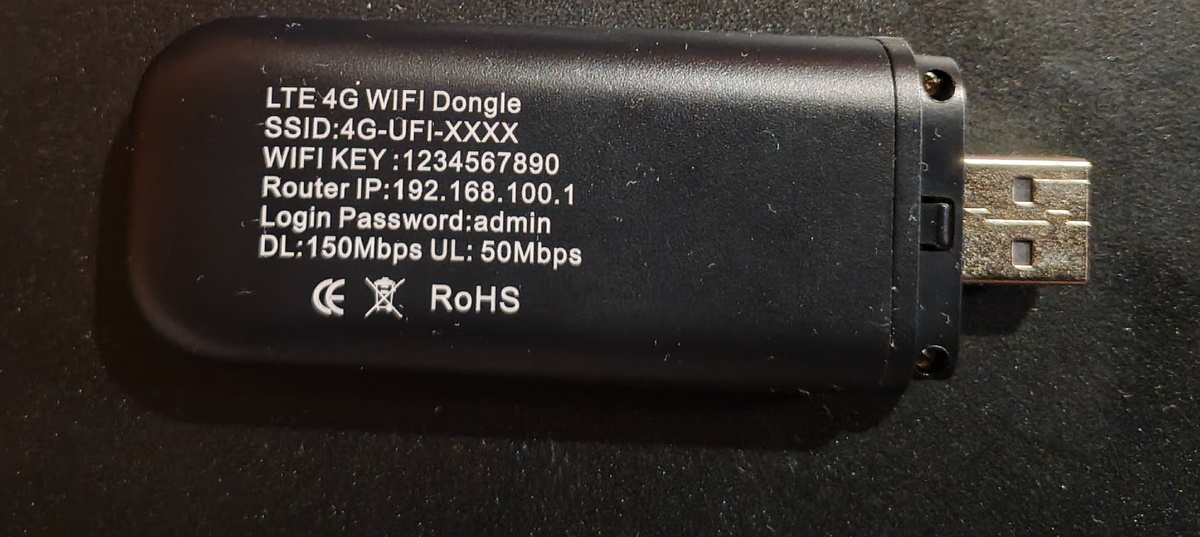 LTE 4G WIFI Dongle
SSID:4G-UFI-XXXX
WIFI KEY :1234567890
Router IP:192.168.100.1
Login Password:admin
DL:150Mbps UL: 50Mbps
CE RoHS